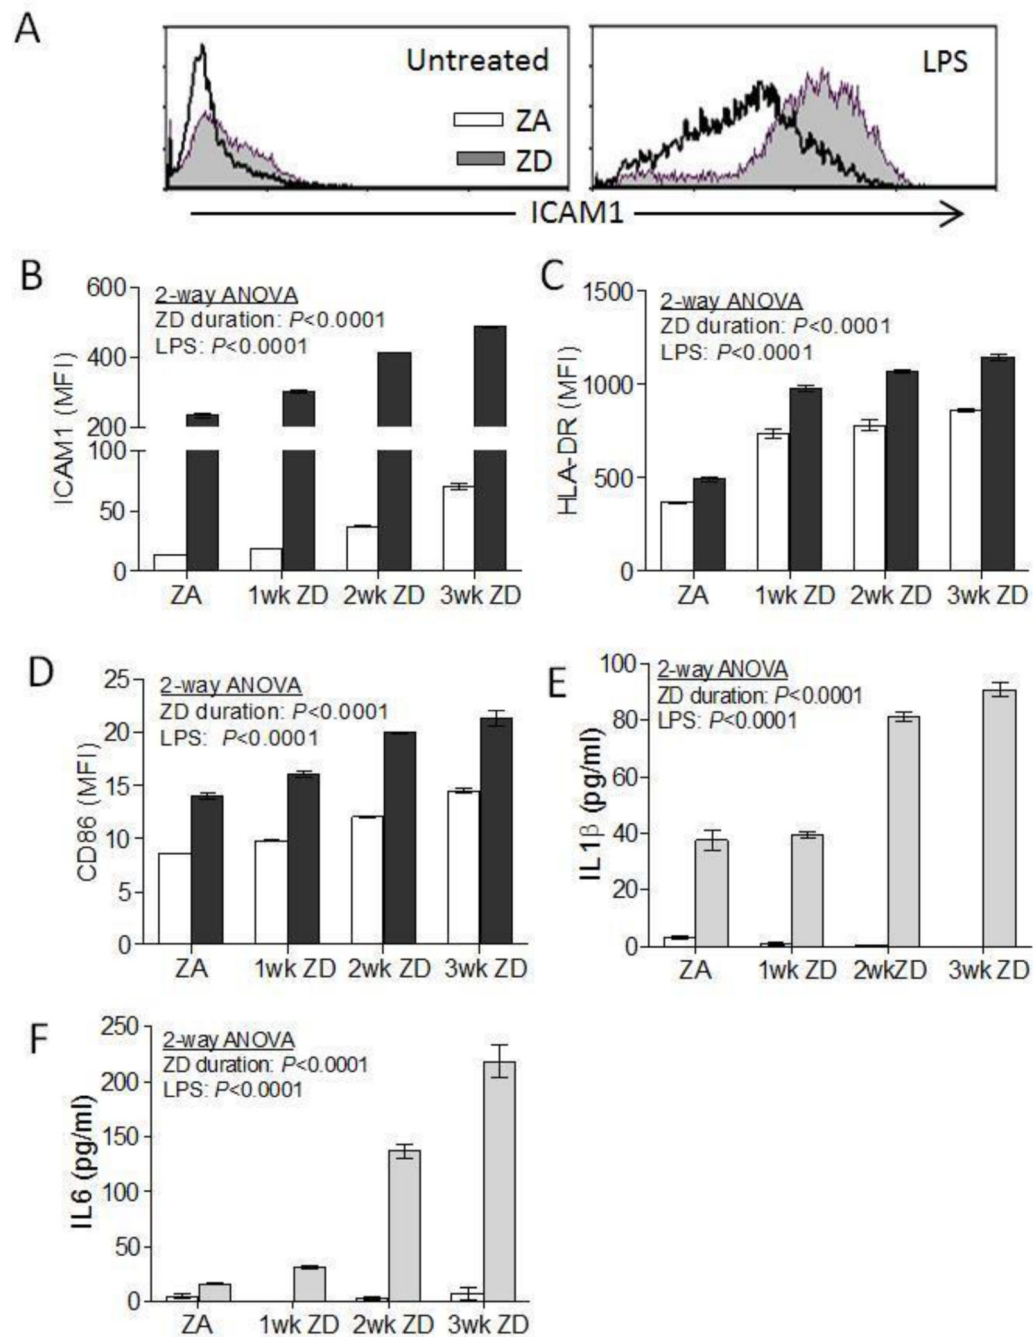 A
Untreated
ZA
ZD
LPS
ICAM1
B
600
400
200
100
50
0
ICAM1 (MFI)
2-way ANOVA
ZD duration: P<0.0001
LPS: P<0.0001
ZA
1wk ZD
2wk ZD
3wk ZD
C
1500
1000
500
0
HLA-DR (MFI)
2-way ANOVA
ZD duration: P<0.0001
LPS: P<0.0001
ZA
1wk ZD
2wk ZD
3wk ZD
D
25
20
15
10
5
0
CD86 (MFI)
2-way ANOVA
ZD duration: P<0.0001
LPS: P<0.0001
ZA
1wk ZD
2wk ZD
3wk ZD
E
100
80
60
40
20
0
IL1β (pg/ml)
2-way ANOVA
ZD duration: P<0.0001
LPS: P<0.0001
ZA
1wk ZD
2wkZD
3wk ZD
F
250
200
150
100
50
0
IL6 (pg/ml)
2-way ANOVA
ZD duration: P<0.0001
LPS: P<0.0001
ZA
1wk ZD
2wk ZD
3wk ZD